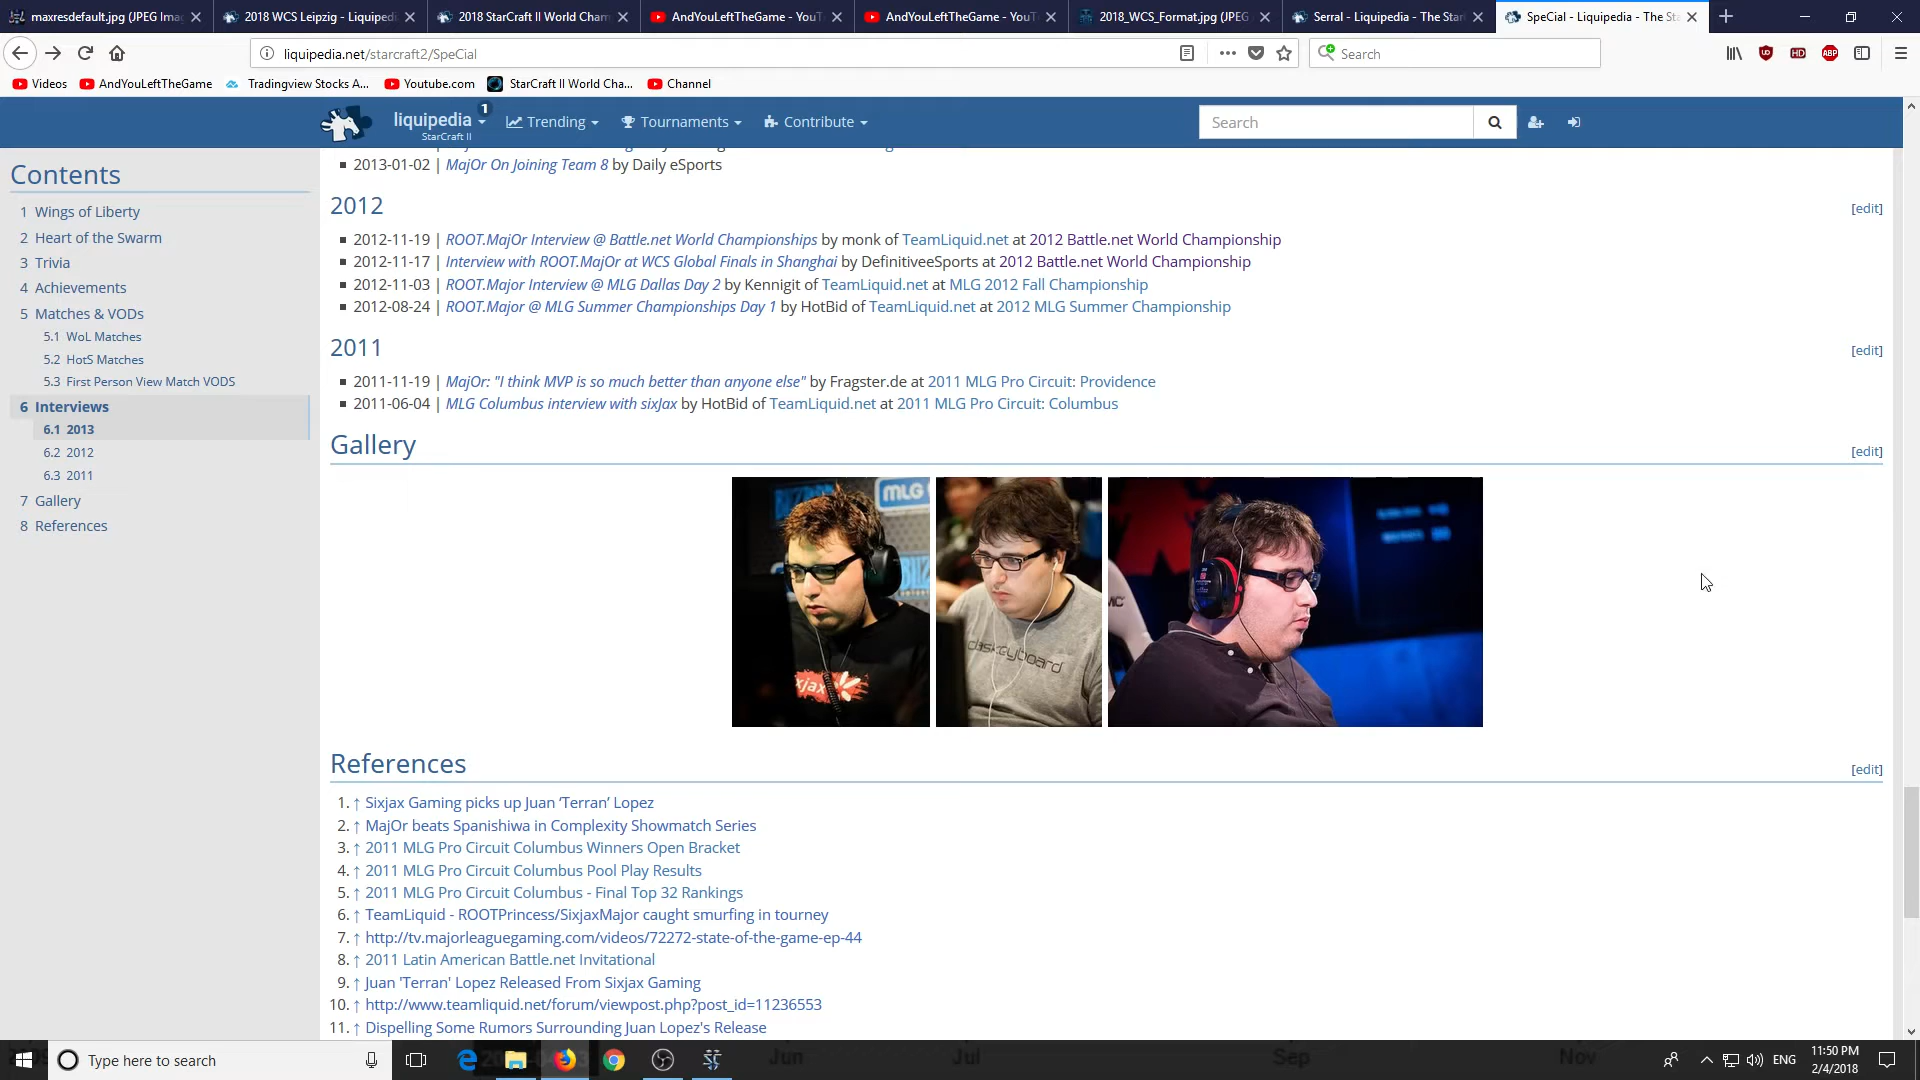 maxresdefault.jpg (JPEG Imag
2018 WCS Leipzig - Liquipedi
2018 StarCraft II World Cham
AndYouLeftTheGame - YouT
AndYouLeftTheGame - YouT
2018_WCS_Format.jpg (JPEG
Serral - Liquipedia - The Star
SpeCial - Liquipedia - The Sta
liquipedia.net/starcraft2/SpeCial
Search
HD
ABP
Videos
AndYouLeftTheGame
Tradingview Stocks A...
Youtube.com
StarCraft II World Cha...
Channel
liquipedia
1
StarCraft II
Trending
Tournaments
Contribute
Search
Contents
1 Wings of Liberty
2 Heart of the Swarm
3 Trivia
4 Achievements
5 Matches & VODs
5.1 WoL Matches
5.2 HotS Matches
5.3 First Person View Match VODS
6 Interviews
6.1 2013
6.2 2012
6.3 2011
7 Gallery
8 References
2013-01-02 | MajOr On Joining Team 8 by Daily eSports
2012 [edit]
2012-11-19 | ROOT.MajOr Interview @ Battle.net World Championships by monk of TeamLiquid.net at 2012 Battle.net World Championship
2012-11-17 | Interview with ROOT.MajOr at WCS Global Finals in Shanghai by DefinitiveeSports at 2012 Battle.net World Championship
2012-11-03 | ROOT.Major Interview @ MLG Dallas Day 2 by Kennigit of TeamLiquid.net at MLG 2012 Fall Championship
2012-08-24 | ROOT.Major @ MLG Summer Championships Day 1 by HotBid of TeamLiquid.net at 2012 MLG Summer Championship
2011 [edit]
2011-11-19 | MajOr: "I think MVP is so much better than anyone else" by Fragster.de at 2011 MLG Pro Circuit: Providence
2011-06-04 | MLG Columbus interview with sixJax by HotBid of TeamLiquid.net at 2011 MLG Pro Circuit: Columbus
Gallery [edit]
MLG
daskeyboard
References [edit]
1. ↑ Sixjax Gaming picks up Juan ‘Terran’ Lopez
2. ↑ MajOr beats Spanishiwa in Complexity Showmatch Series
3. ↑ 2011 MLG Pro Circuit Columbus Winners Open Bracket
4. ↑ 2011 MLG Pro Circuit Columbus Pool Play Results
5. ↑ 2011 MLG Pro Circuit Columbus - Final Top 32 Rankings
6. ↑ TeamLiquid - ROOTPrincess/SixjaxMajor caught smurfing in tourney
7. ↑ http://tv.majorleaguegaming.com/videos/72272-state-of-the-game-ep-44
8. ↑ 2011 Latin American Battle.net Invitational
9. ↑ Juan 'Terran' Lopez Released From Sixjax Gaming
10. ↑ http://www.teamliquid.net/forum/viewpost.php?post_id=11236553
11. ↑ Dispelling Some Rumors Surrounding Juan Lopez's Release
Type here to search
Jun
Jul
Sep
Nov
ENG
11:50 PM
2/4/2018